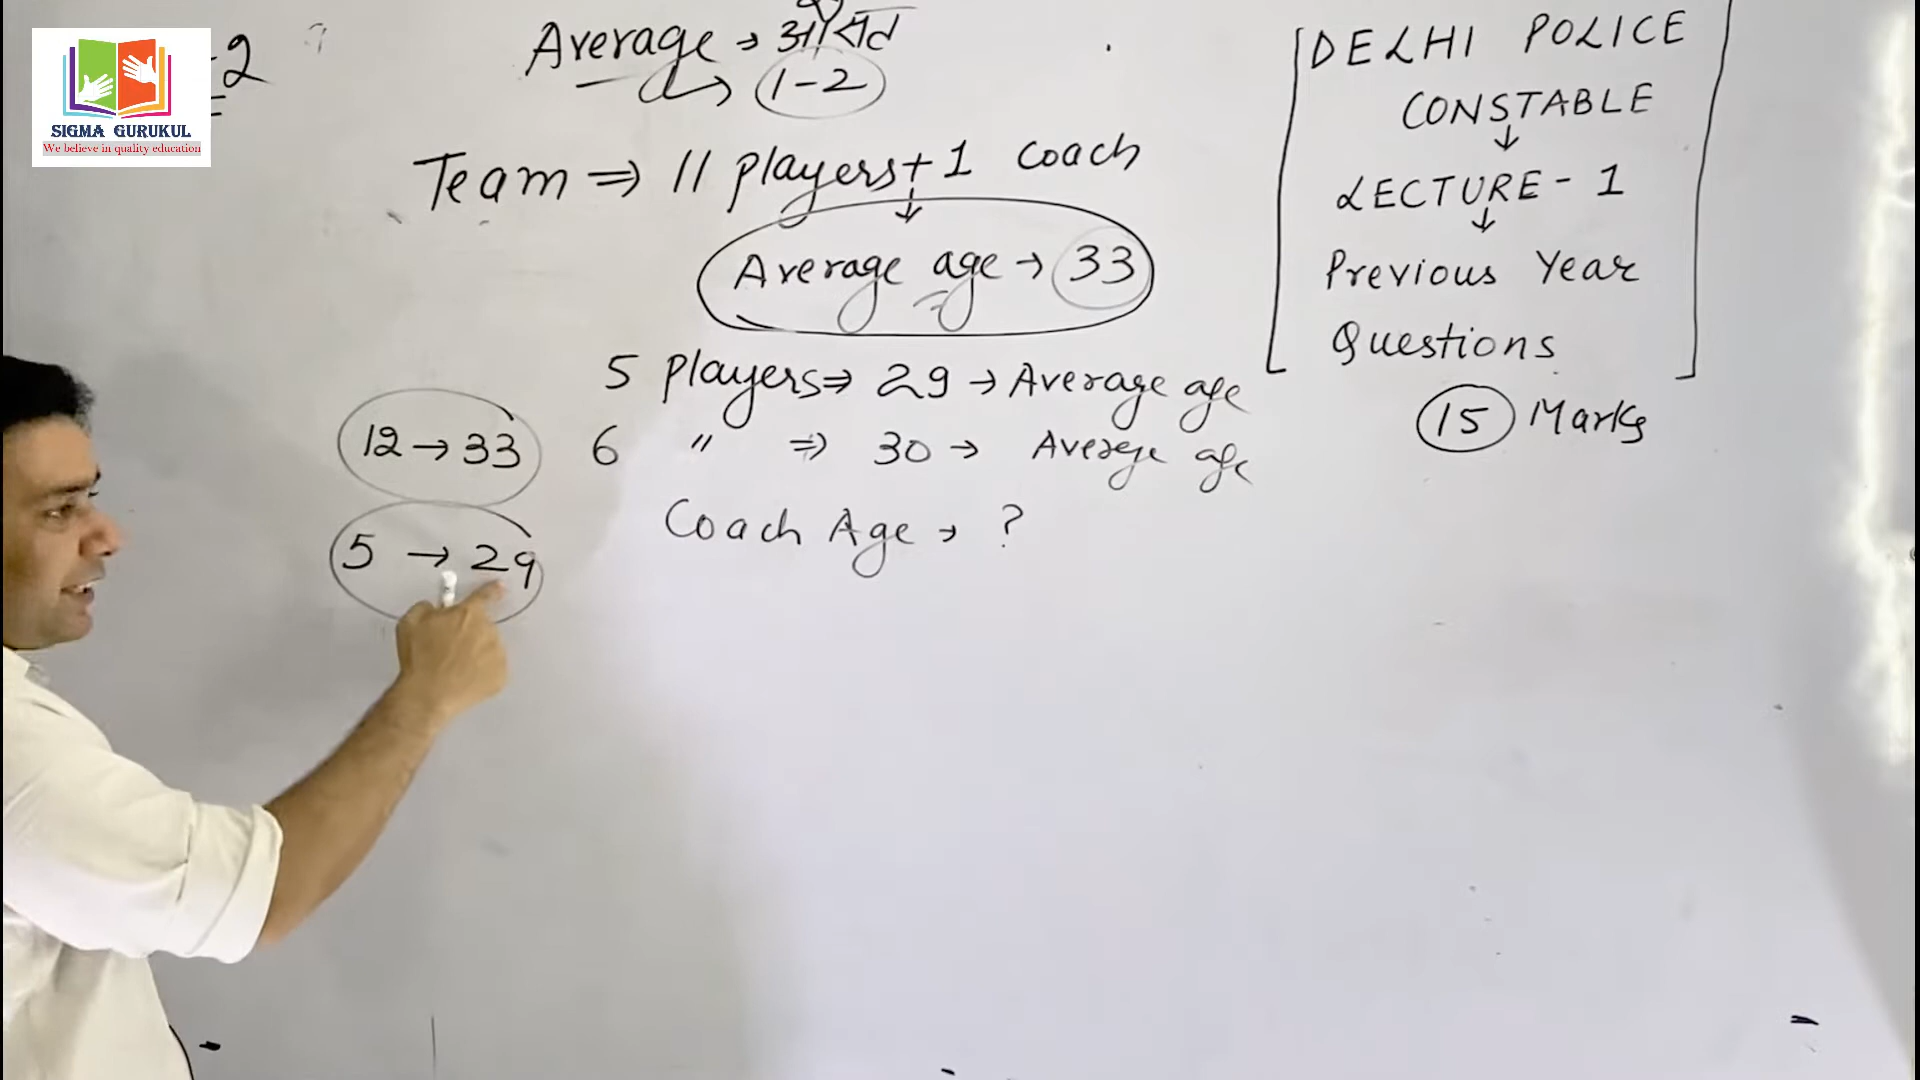 SIGMA GURUKUL
We believe in quality education
-2
Average → औसत
1-2
Team ⇒ 11 players + 1 coach
Average age → 33
5 Players ⇒ 29 → Average age
6 " ⇒ 30 → Average age
Coach Age → ?
12 → 33
5 → 29
DELHI POLICE
CONSTABLE
↓
LECTURE - 1
↓
Previous Year
Questions
15 Marks